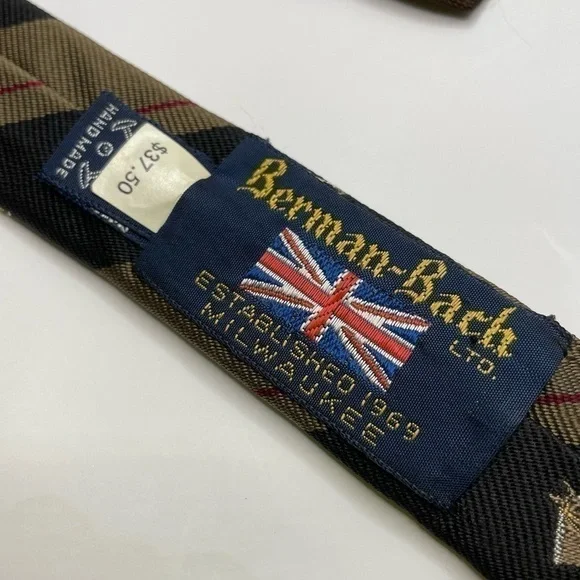 HAND MADE
$37.50
Berman-Bach
LTD.
ESTABLISHED 1969
MILWAUKEE